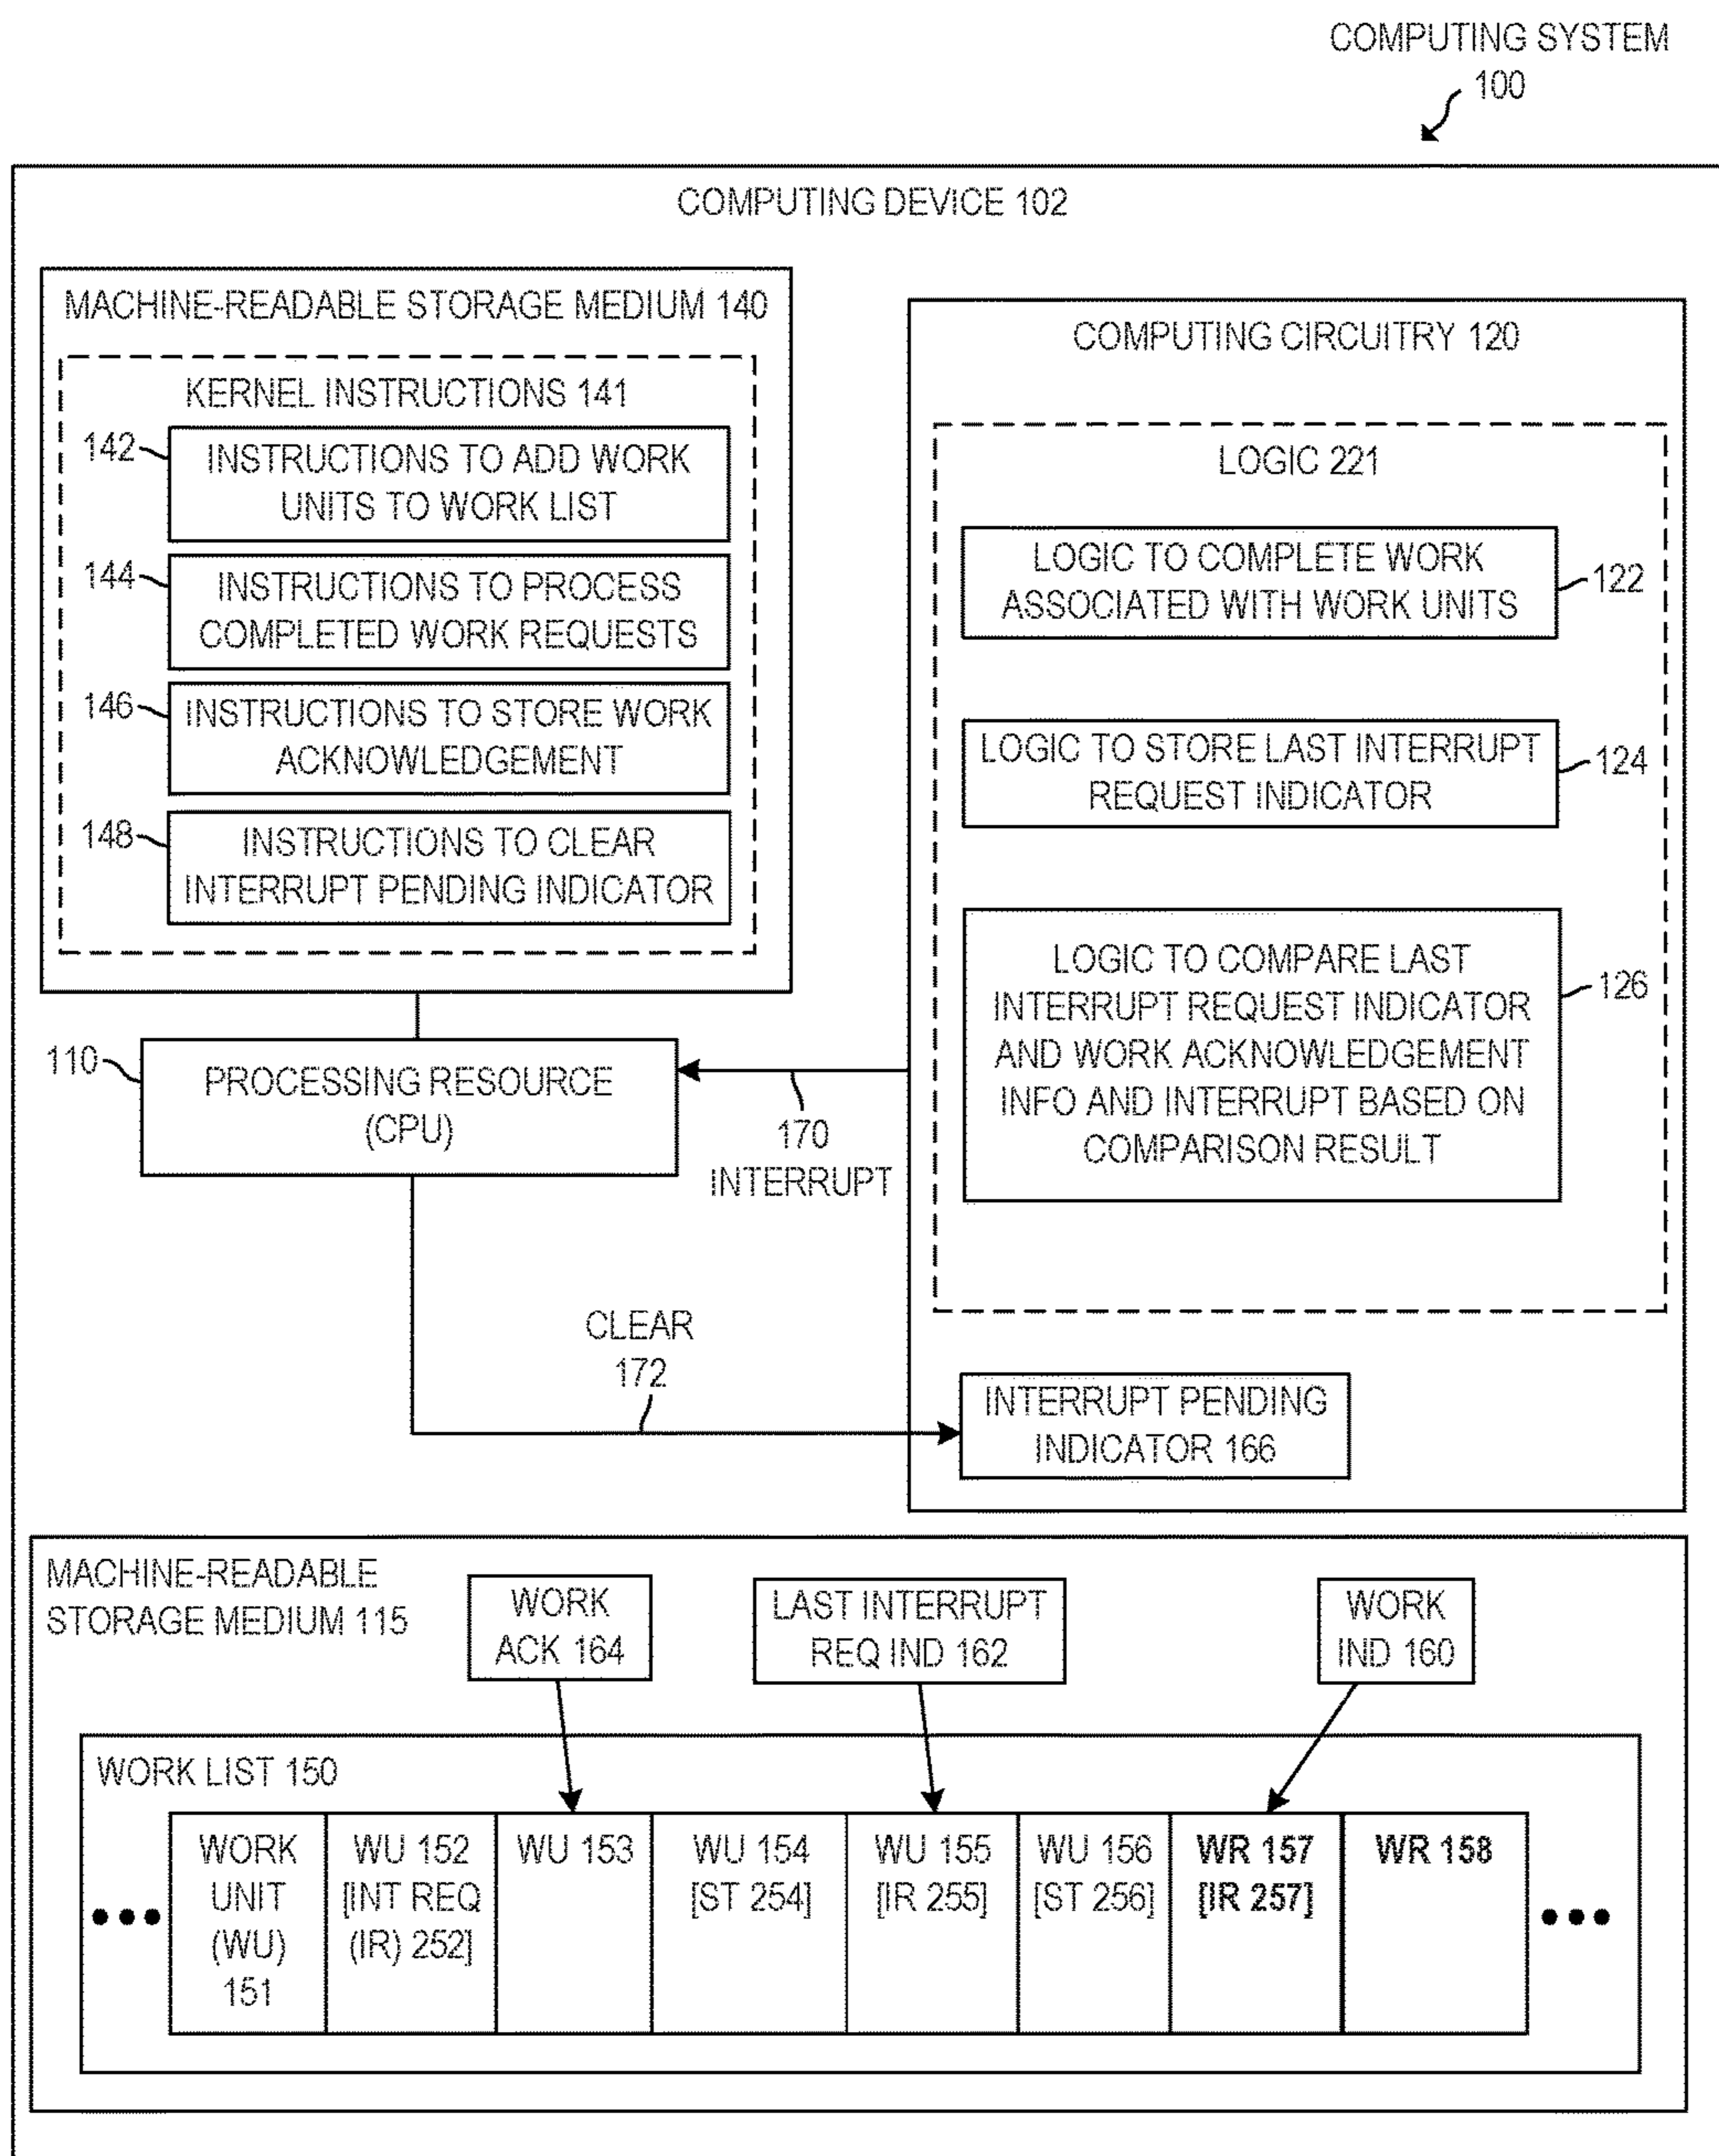 COMPUTING SYSTEM
100
COMPUTING DEVICE 102
MACHINE-READABLE STORAGE MEDIUM 140
KERNEL INSTRUCTIONS 141
142
INSTRUCTIONS TO ADD WORK
UNITS TO WORK LIST
144
INSTRUCTIONS TO PROCESS
COMPLETED WORK REQUESTS
146
INSTRUCTIONS TO STORE WORK
ACKNOWLEDGEMENT
148
INSTRUCTIONS TO CLEAR
INTERRUPT PENDING INDICATOR
COMPUTING CIRCUITRY 120
LOGIC 221
LOGIC TO COMPLETE WORK
ASSOCIATED WITH WORK UNITS
122
LOGIC TO STORE LAST INTERRUPT
REQUEST INDICATOR
124
LOGIC TO COMPARE LAST
INTERRUPT REQUEST INDICATOR
AND WORK ACKNOWLEDGEMENT
INFO AND INTERRUPT BASED ON
COMPARISON RESULT
126
110
PROCESSING RESOURCE
(CPU)
170
INTERRUPT
CLEAR
172
INTERRUPT PENDING
INDICATOR 166
MACHINE-READABLE
STORAGE MEDIUM 115
WORK
ACK 164
LAST INTERRUPT
REQ IND 162
WORK
IND 160
WORK LIST 150
WORK
UNIT
(WU)
151
WU 152
[INT REQ
(IR) 252]
WU 153
WU 154
[ST 254]
WU 155
[IR 255]
WU 156
[ST 256]
WR 157
[IR 257]
WR 158